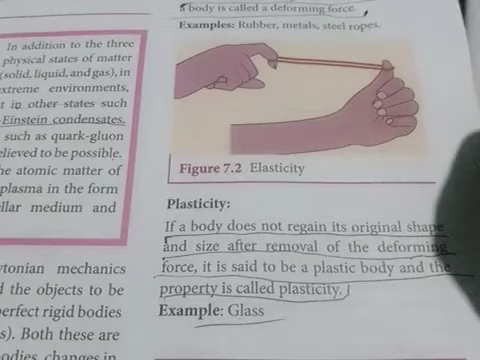 body is called a deforming force.
Examples: Rubber, metals, steel ropes.
In addition to the three
physical states of matter
(solid, liquid, and gas), in
extreme environments,
in other states such
Einstein condensates.
such as quark-gluon
believed to be possible.
the atomic matter of
plasma in the form
medium and
Figure 7.2 Elasticity
Plasticity:
If a body does not regain its original shape
and size after removal of the deforming
force, it is said to be a plastic body and the
property is called plasticity.
Example: Glass
mechanics
the objects to be
perfect rigid bodies
Both these are
changes in